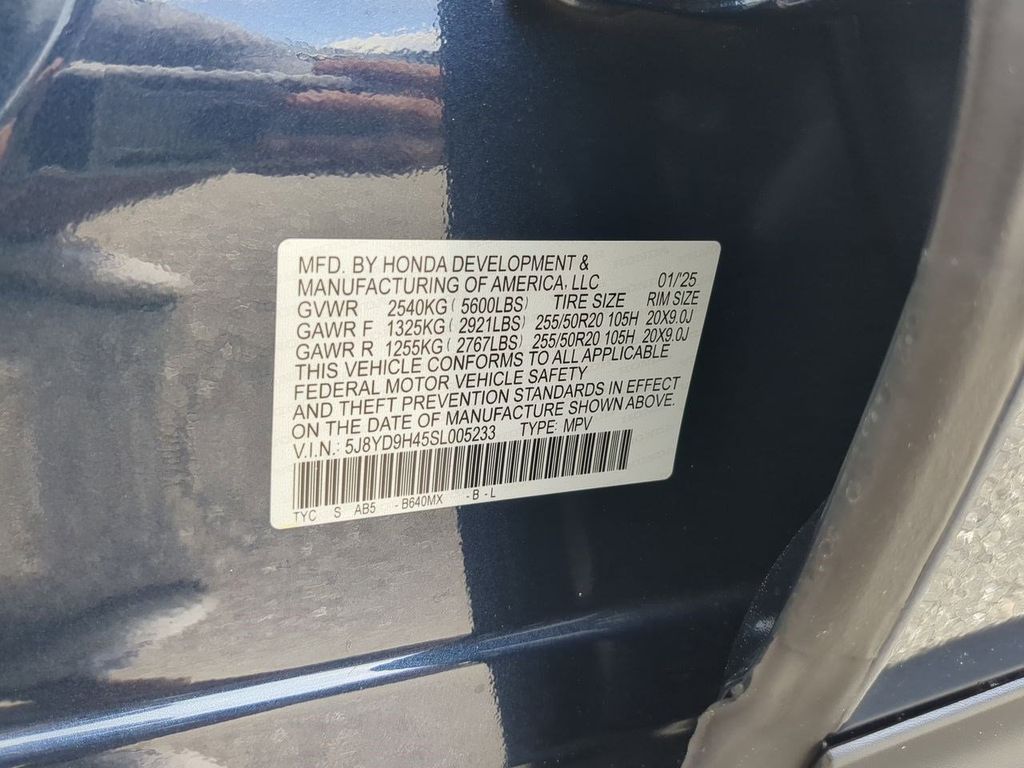 MFD. BY HONDA DEVELOPMENT &
MANUFACTURING OF AMERICA, LLC 01/'25
GVWR 2540KG ( 5600LBS) TIRE SIZE RIM SIZE
GAWR F 1325KG ( 2921LBS) 255/50R20 105H 20X9.0J
GAWR R 1255KG ( 2767LBS) 255/50R20 105H 20X9.0J
THIS VEHICLE CONFORMS TO ALL APPLICABLE
FEDERAL MOTOR VEHICLE SAFETY
AND THEFT PREVENTION STANDARDS IN EFFECT
ON THE DATE OF MANUFACTURE SHOWN ABOVE.
V.I.N.: 5J8YD9H45SL005233 TYPE: MPV
TYC S AB5 - B640MX - B - L